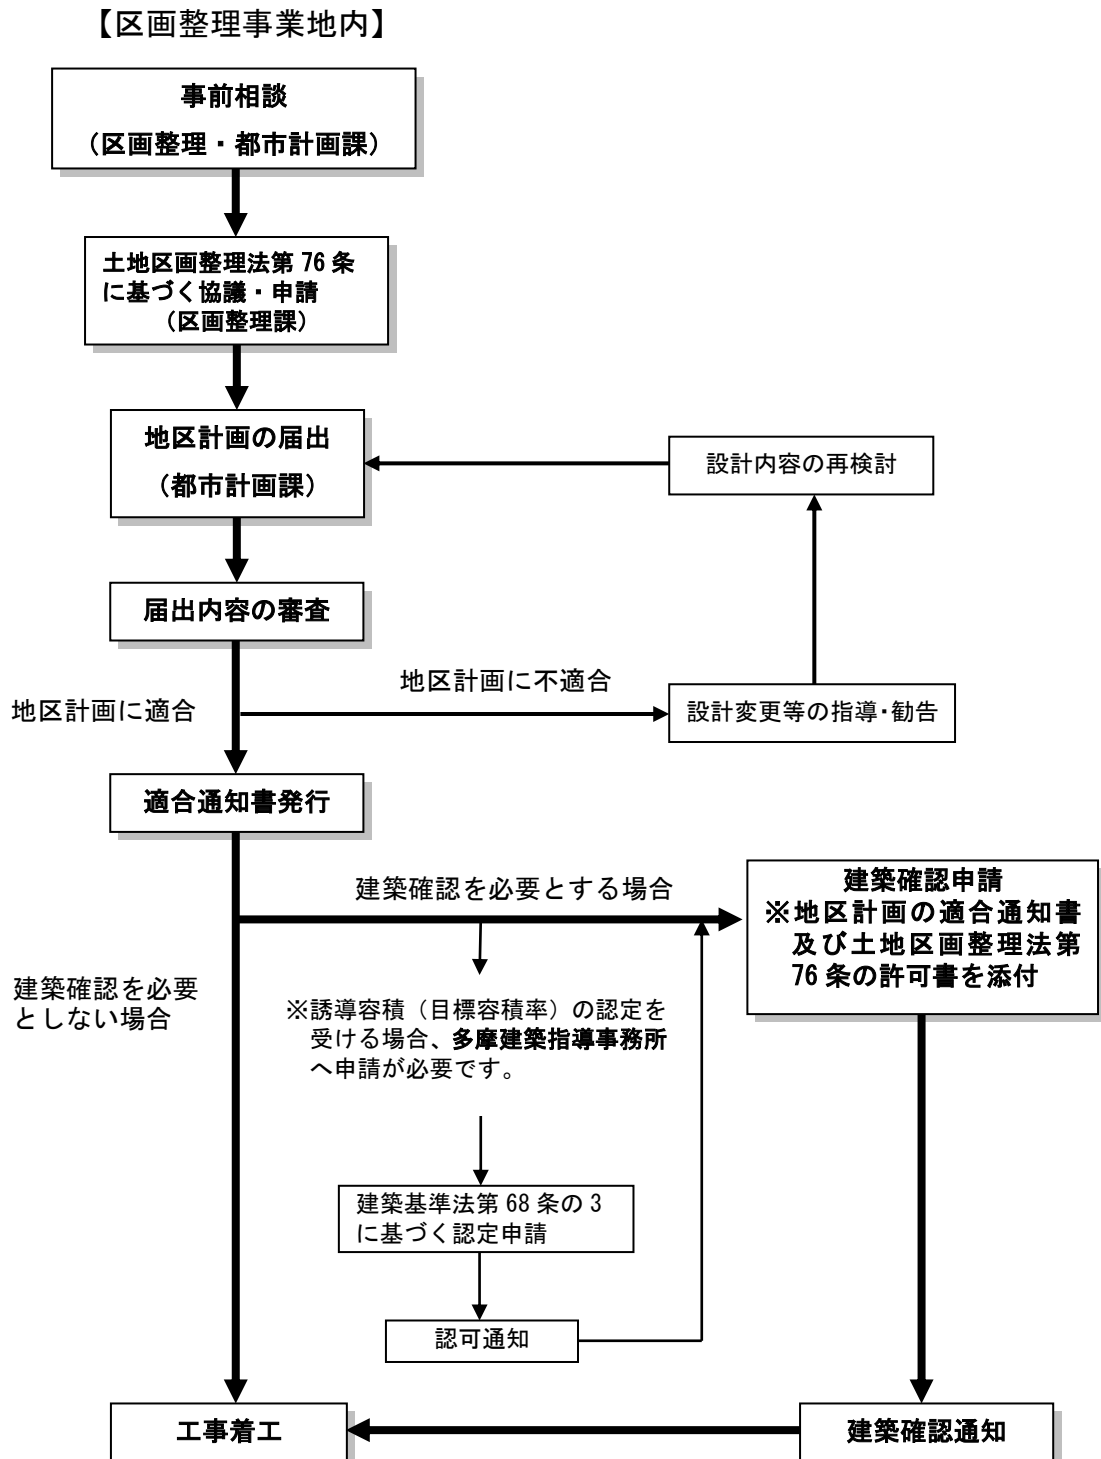 【区画整理事業地内】
事前相談
（区画整理・都市計画課）
土地区画整理法第 76 条
に基づく協議・申請
（区画整理課）
地区計画の届出
（都市計画課）
設計内容の再検討
届出内容の審査
地区計画に不適合
地区計画に適合
設計変更等の指導・勧告
適合通知書発行
建築確認を必要とする場合
建築確認申請
※地区計画の適合通知書
及び土地区画整理法第
76 条の許可書を添付
建築確認を必要
としない場合
※誘導容積（目標容積率）の認定を
受ける場合、多摩建築指導事務所
へ申請が必要です。
建築基準法第 68 条の 3
に基づく認定申請
認可通知
工事着工
建築確認通知